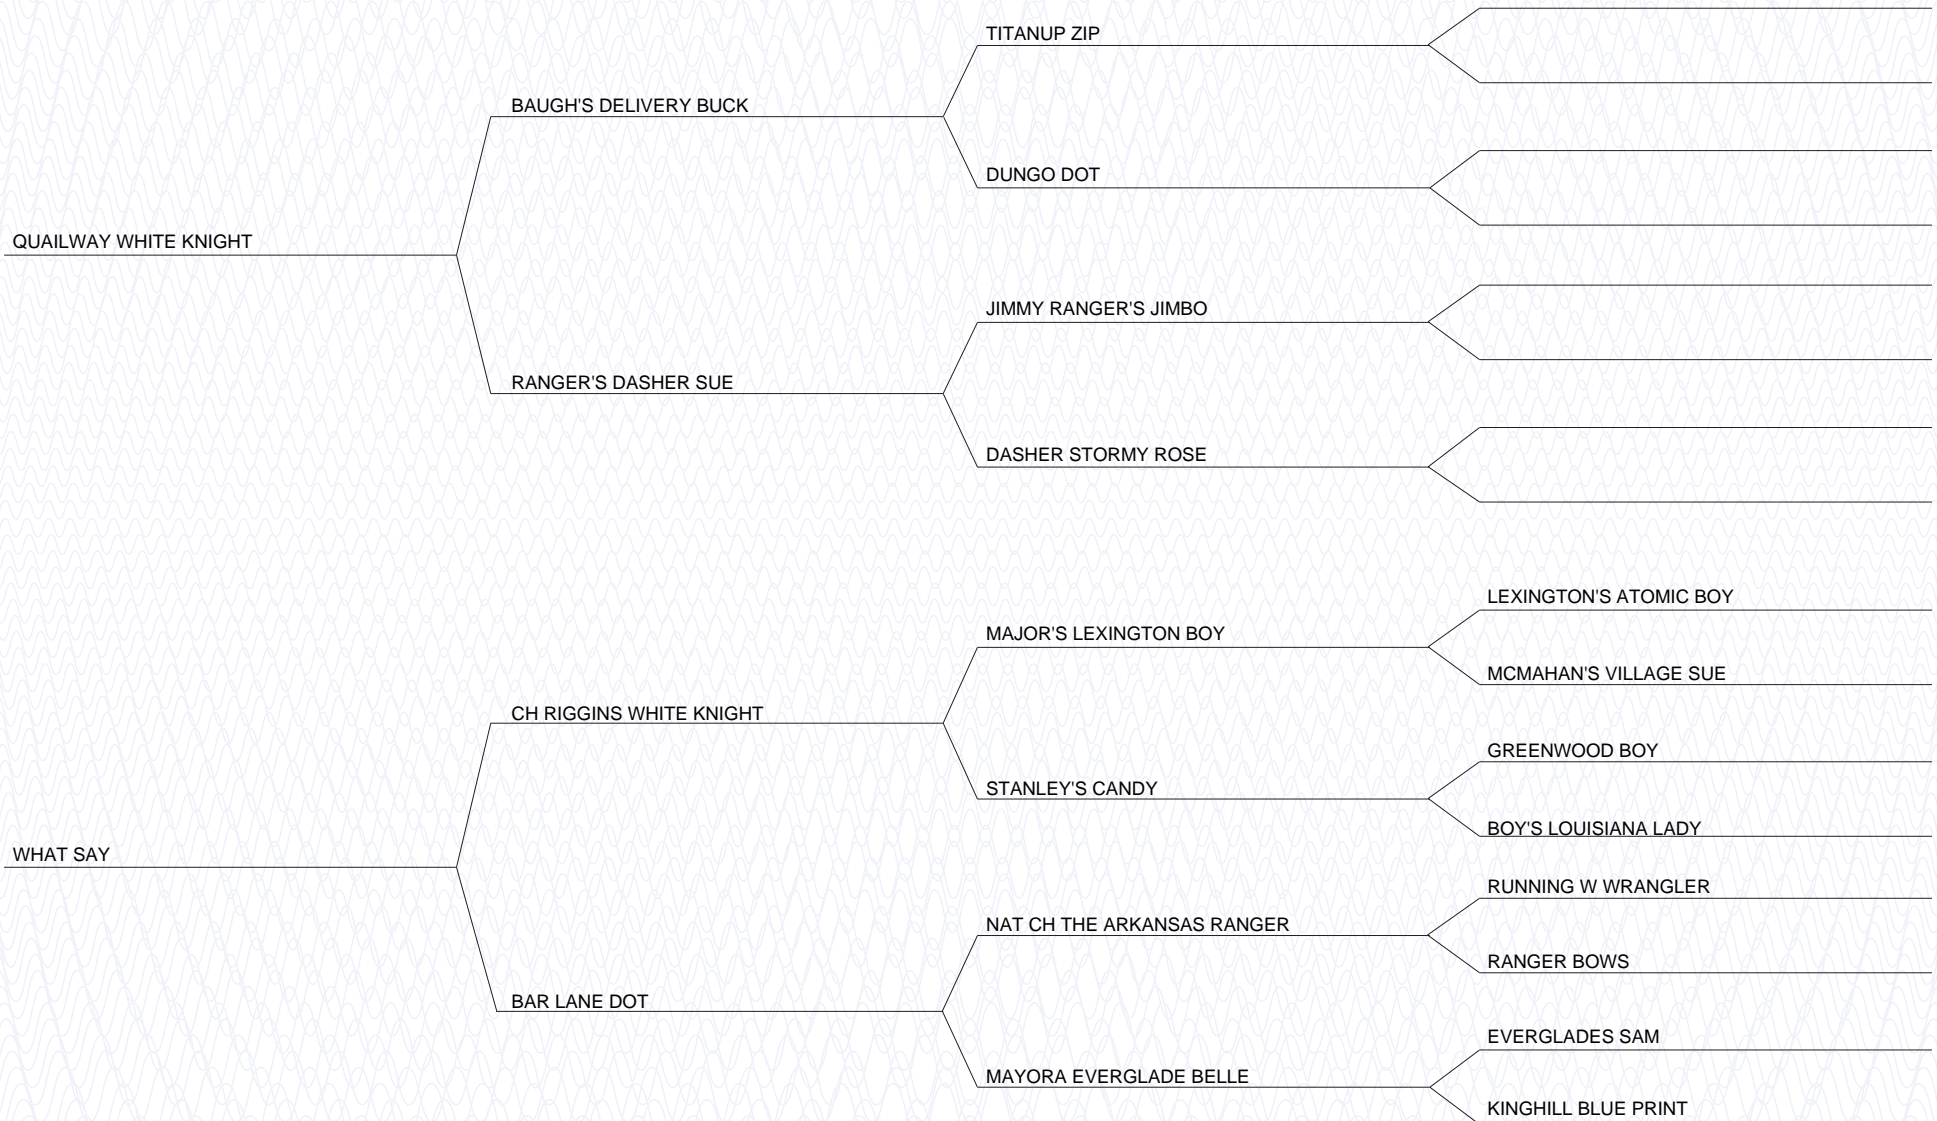 TITANUP ZIP
BAUGH'S DELIVERY BUCK
DUNGO DOT
QUAILWAY WHITE KNIGHT
JIMMY RANGER'S JIMBO
RANGER'S DASHER SUE
DASHER STORMY ROSE
LEXINGTON'S ATOMIC BOY
MAJOR'S LEXINGTON BOY
MCMAHAN'S VILLAGE SUE
CH RIGGINS WHITE KNIGHT
GREENWOOD BOY
STANLEY'S CANDY
BOY'S LOUISIANA LADY
WHAT SAY
RUNNING W WRANGLER
NAT CH THE ARKANSAS RANGER
RANGER BOWS
BAR LANE DOT
EVERGLADES SAM
MAYORA EVERGLADE BELLE
KINGHILL BLUE PRINT